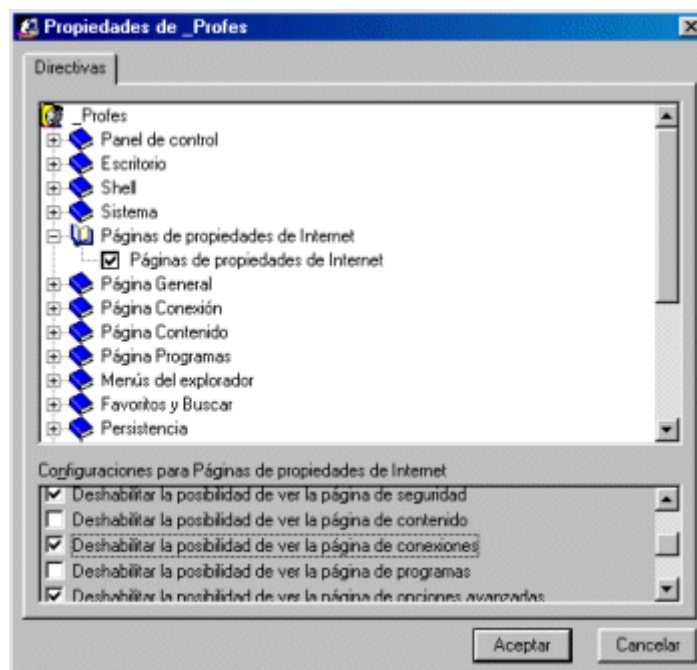 Propiedades de _Profes
Directivas
_Profes
Panel de control
Escritorio
Shell
Sistema
Páginas de propiedades de Internet
Páginas de propiedades de Internet
Página General
Página Conexión
Página Contenido
Página Programas
Menús del explorador
Favoritos y Buscar
Persistencia
Configuraciones para Páginas de propiedades de Internet
Deshabilitar la posibilidad de ver la página de seguridad
Deshabilitar la posibilidad de ver la página de contenido
Deshabilitar la posibilidad de ver la página de conexiones
Deshabilitar la posibilidad de ver la página de programas
Deshabilitar la posibilidad de ver la página de opciones avanzadas
Aceptar Cancelar